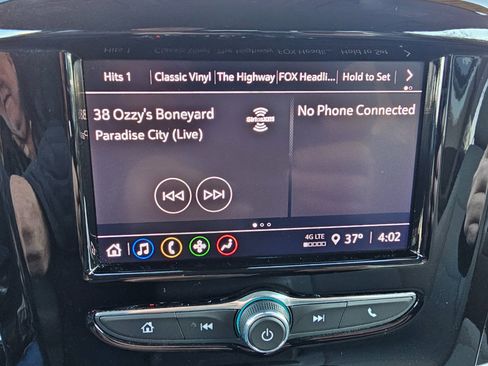 Hits 1 Classic Vinyl The Highway FOX Headli... Hold to Set
38 Ozzy's Boneyard
Paradise City (Live)
SiriusXM
No Phone Connected
4G LTE 37° 4:02